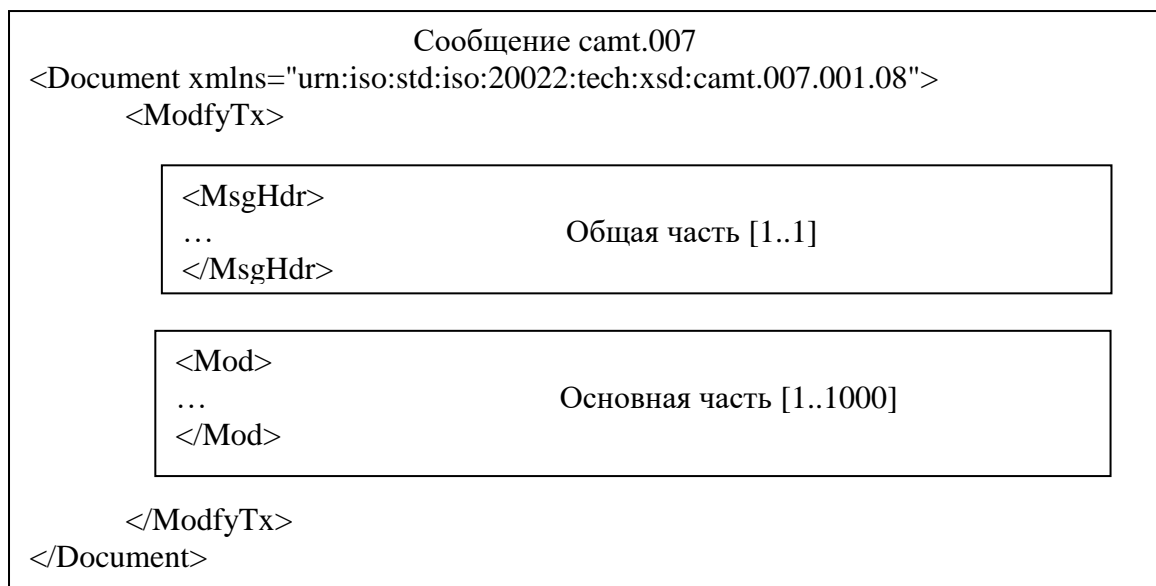 Сообщение camt.007
<Document xmlns="urn:iso:std:iso:20022:tech:xsd:camt.007.001.08">
<ModfyTx>
<MsgHdr>
… Общая часть [1..1]
</MsgHdr>
<Mod>
… Основная часть [1..1000]
</Mod>
</ModfyTx>
</Document>